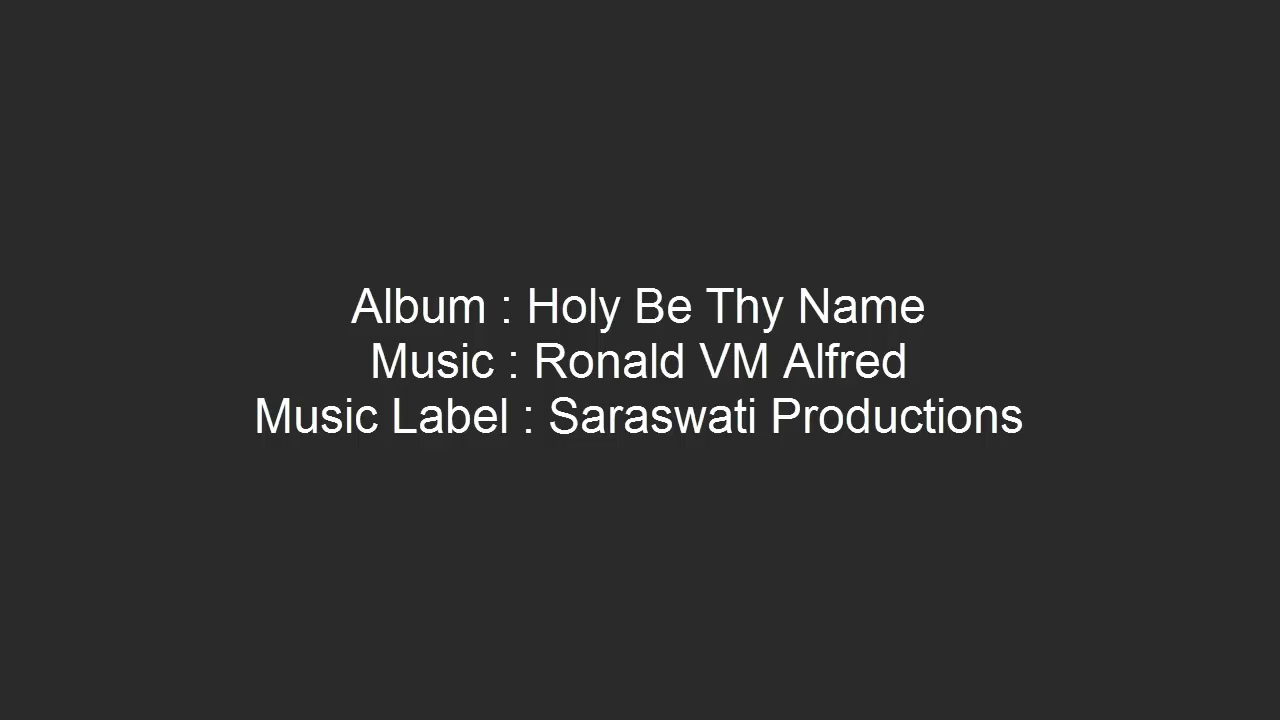 Album : Holy Be Thy Name
Music : Ronald VM Alfred
Music Label : Saraswati Productions